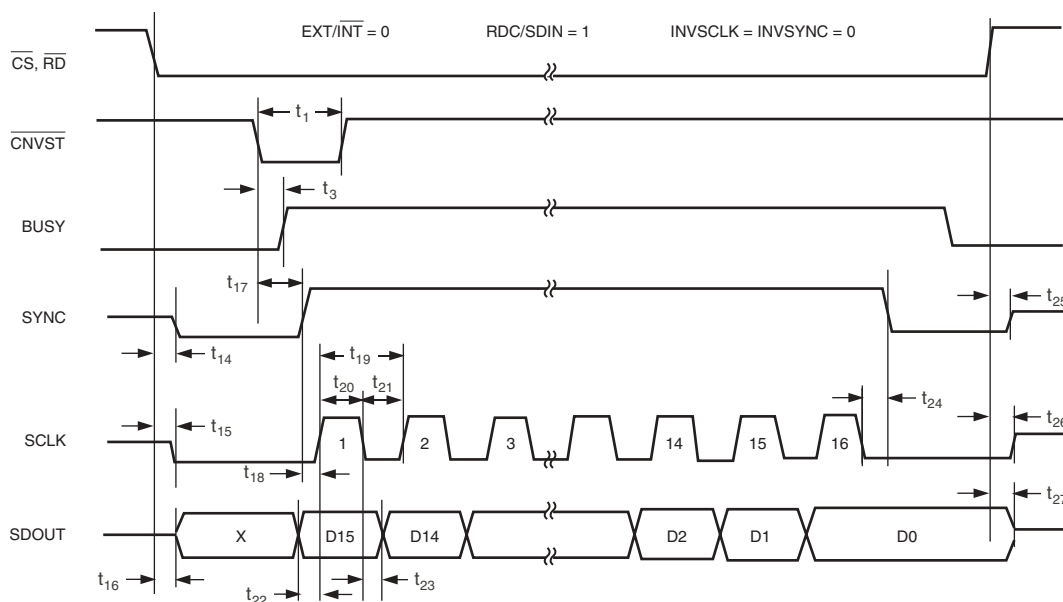 EXT/INT = 0 RDC/SDIN = 1 INVSCLK = INVSYNC = 0
CS, RD
t1
CNVST
t3
BUSY
t17
t25
SYNC
t14
t19
t20 t21
t24
t15
t26
SCLK
1 2 3 14 15 16
t18
t27
SDOUT
X D15 D14 D2 D1 D0
t16
t23
t22